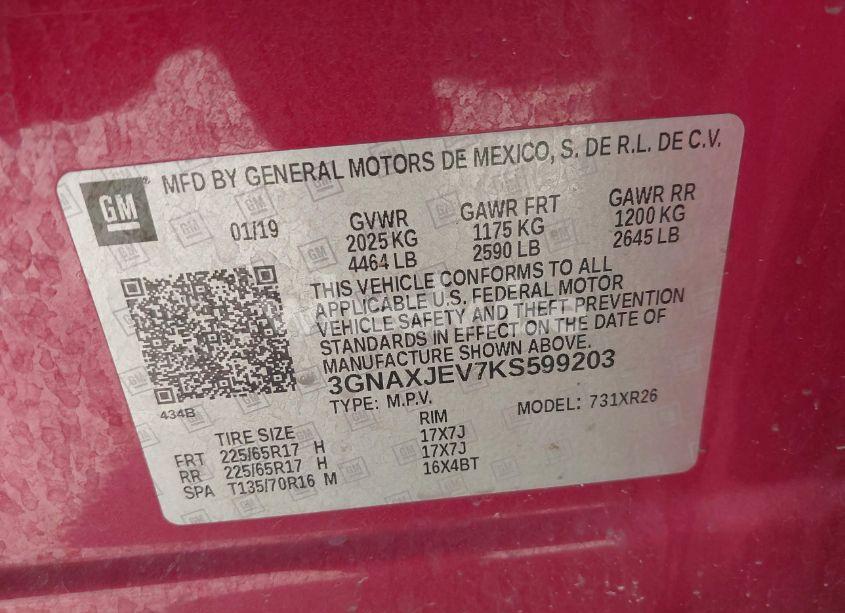 GM
MFD BY GENERAL MOTORS DE MEXICO, S. DE R.L. DE C.V.
01/19
GVWR
2025 KG
4464 LB
GAWR FRT
1175 KG
2590 LB
GAWR RR
1200 KG
2645 LB
THIS VEHICLE CONFORMS TO ALL
APPLICABLE U.S. FEDERAL MOTOR
VEHICLE SAFETY AND THEFT PREVENTION
STANDARDS IN EFFECT ON THE DATE OF
MANUFACTURE SHOWN ABOVE.
3GNAXJEV7KS599203
434B
TYPE: M.P.V.
MODEL: 731XR26
TIRE SIZE RIM
FRT 225/65R17 H 17X7J
RR 225/65R17 H 17X7J
SPA T135/70R16 M 16X4BT